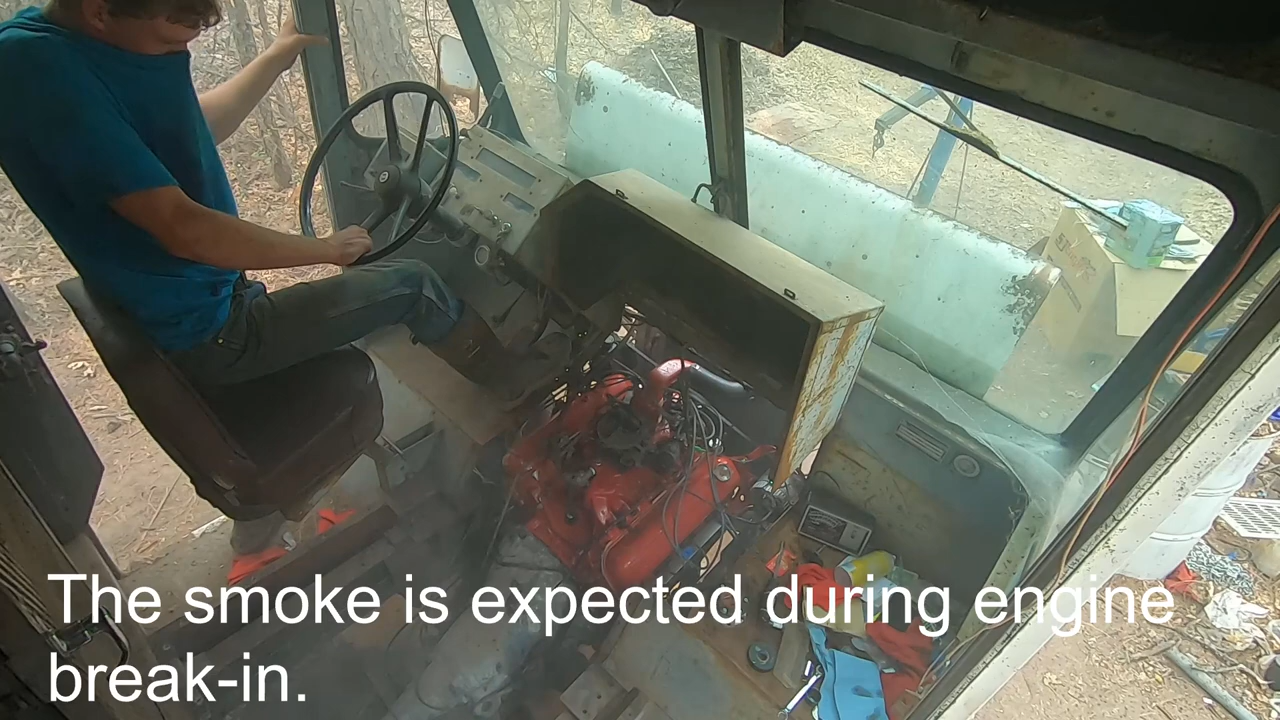 The smoke is expected during engine
break-in.